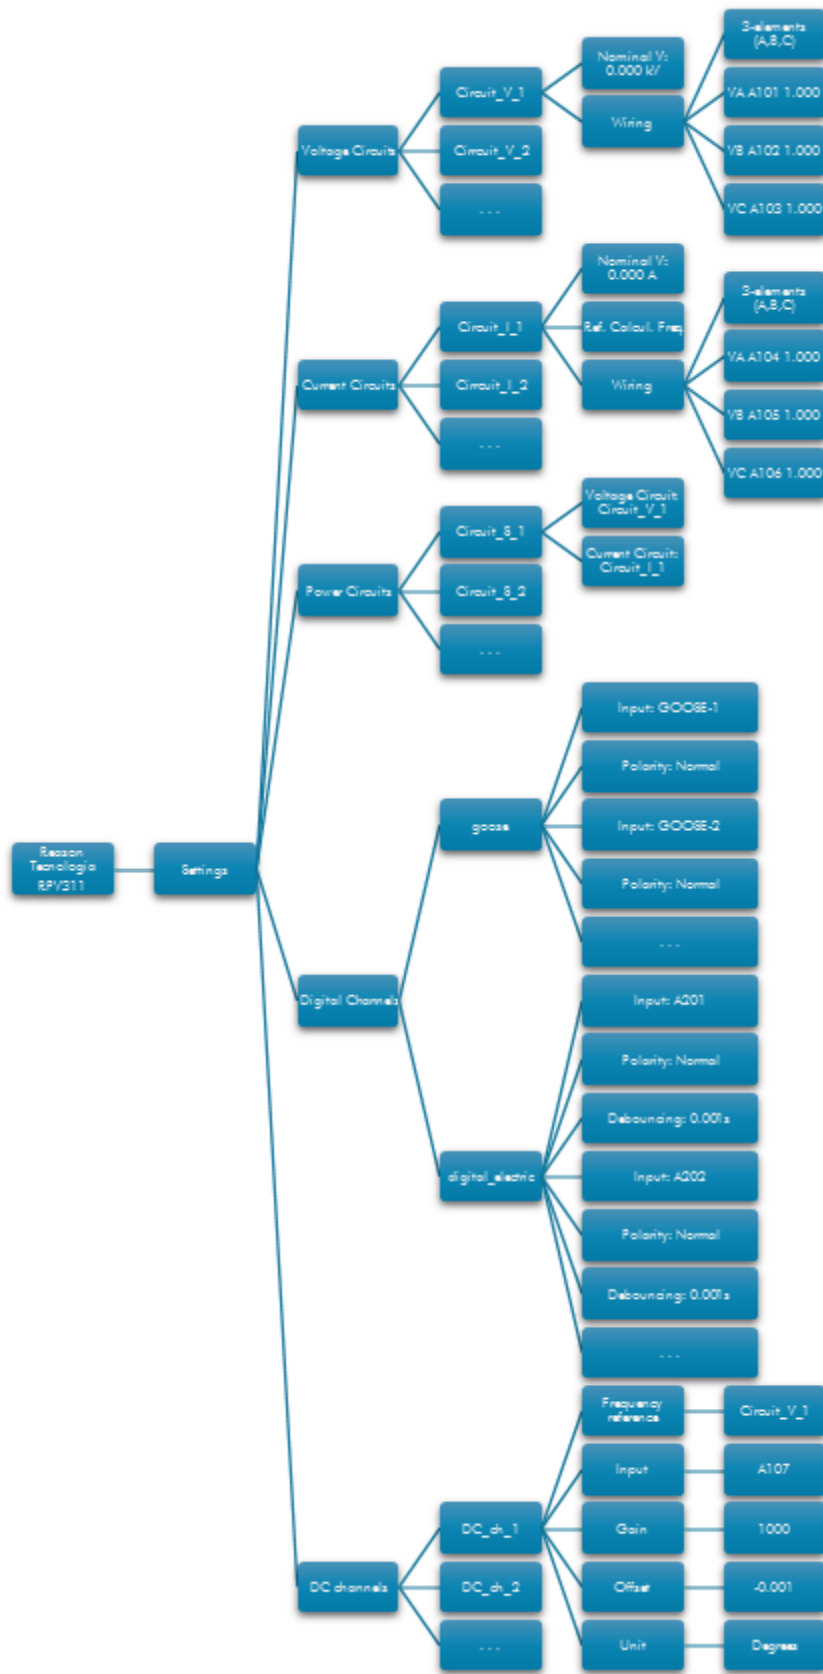 Reason
Tecnologia
RPV311
Settings
Voltage Circuits
Circuit_V_1
Nominal V:
0.000 kV
Wiring
3-elements
(A,B,C)
VA A101 1.000
VB A102 1.000
VC A103 1.000
Circuit_V_2
...
Current Circuits
Circuit_I_1
Nominal V:
0.000 A
Ref. Calcul. Freq
Wiring
3-elements
(A,B,C)
VA A104 1.000
VB A105 1.000
VC A106 1.000
Circuit_I_2
...
Power Circuits
Circuit_S_1
Voltage Circuit:
Circuit_V_1
Current Circuit:
Circuit_I_1
Circuit_S_2
...
Digital Channels
goose
Input: GOOSE-1
Polarity: Normal
Input: GOOSE-2
Polarity: Normal
...
digital_electric
Input: A201
Polarity: Normal
Debouncing: 0.001s
Input: A202
Polarity: Normal
Debouncing: 0.001s
...
DC channels
DC_ch_1
Frequency
reference
Circuit_V_1
Input
A107
Gain
1000
Offset
-0.001
Unit
Degrees
DC_ch_2
...